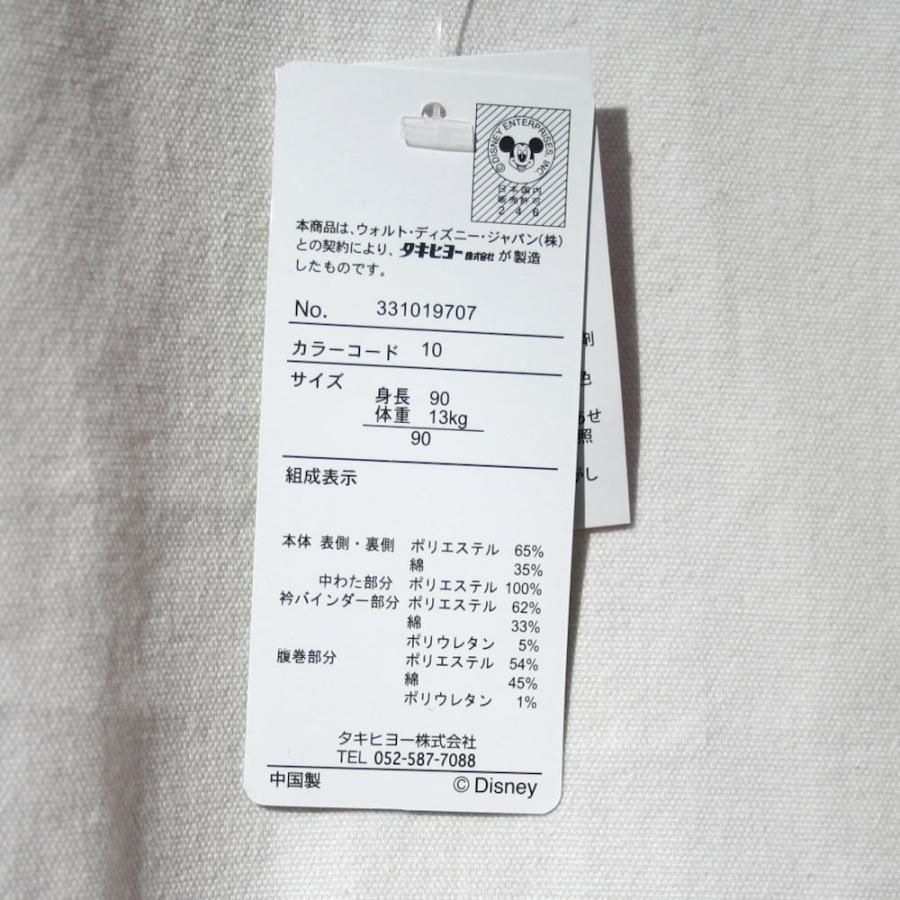 © DISNEY ENTERPRISES, INC
日本国内
販売許可
246
本商品は、ウォルト・ディズニー・ジャパン(株)
との契約により、タキヒヨー株式会社が製造
したものです。
No. 331019707
カラーコード 10
サイズ
身長 90
体重 13kg
90
組成表示
本体 表側・裏側 ポリエステル 65%
綿 35%
中わた部分 ポリエステル 100%
衿バインダー部分 ポリエステル 62%
綿 33%
ポリウレタン 5%
腹巻部分 ポリエステル 54%
綿 45%
ポリウレタン 1%
タキヒヨー株式会社
TEL 052-587-7088
中国製 © Disney
剤
色
せ
照
し